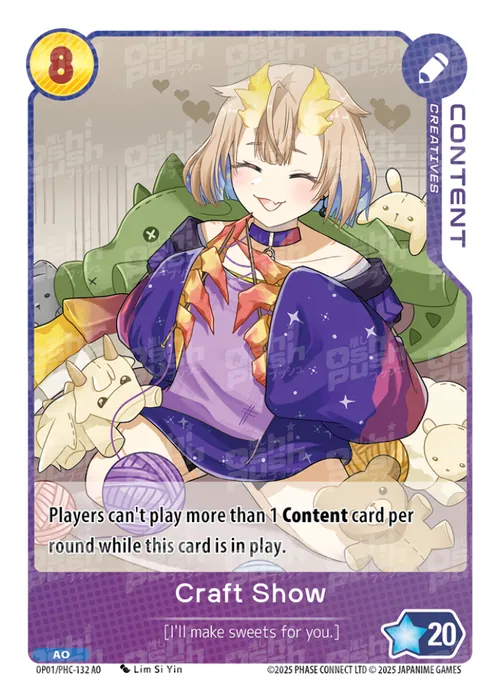 8
CONTENT
CREATIVES
Players can't play more than 1 Content card per
round while this card is in play.
Craft Show
[I'll make sweets for you.]
20
AO
OP01/PHC-132 AO
Lim Si Yin
©2025 PHASE CONNECT LTD © 2025 JAPANIME GAMES
Oshi
Push